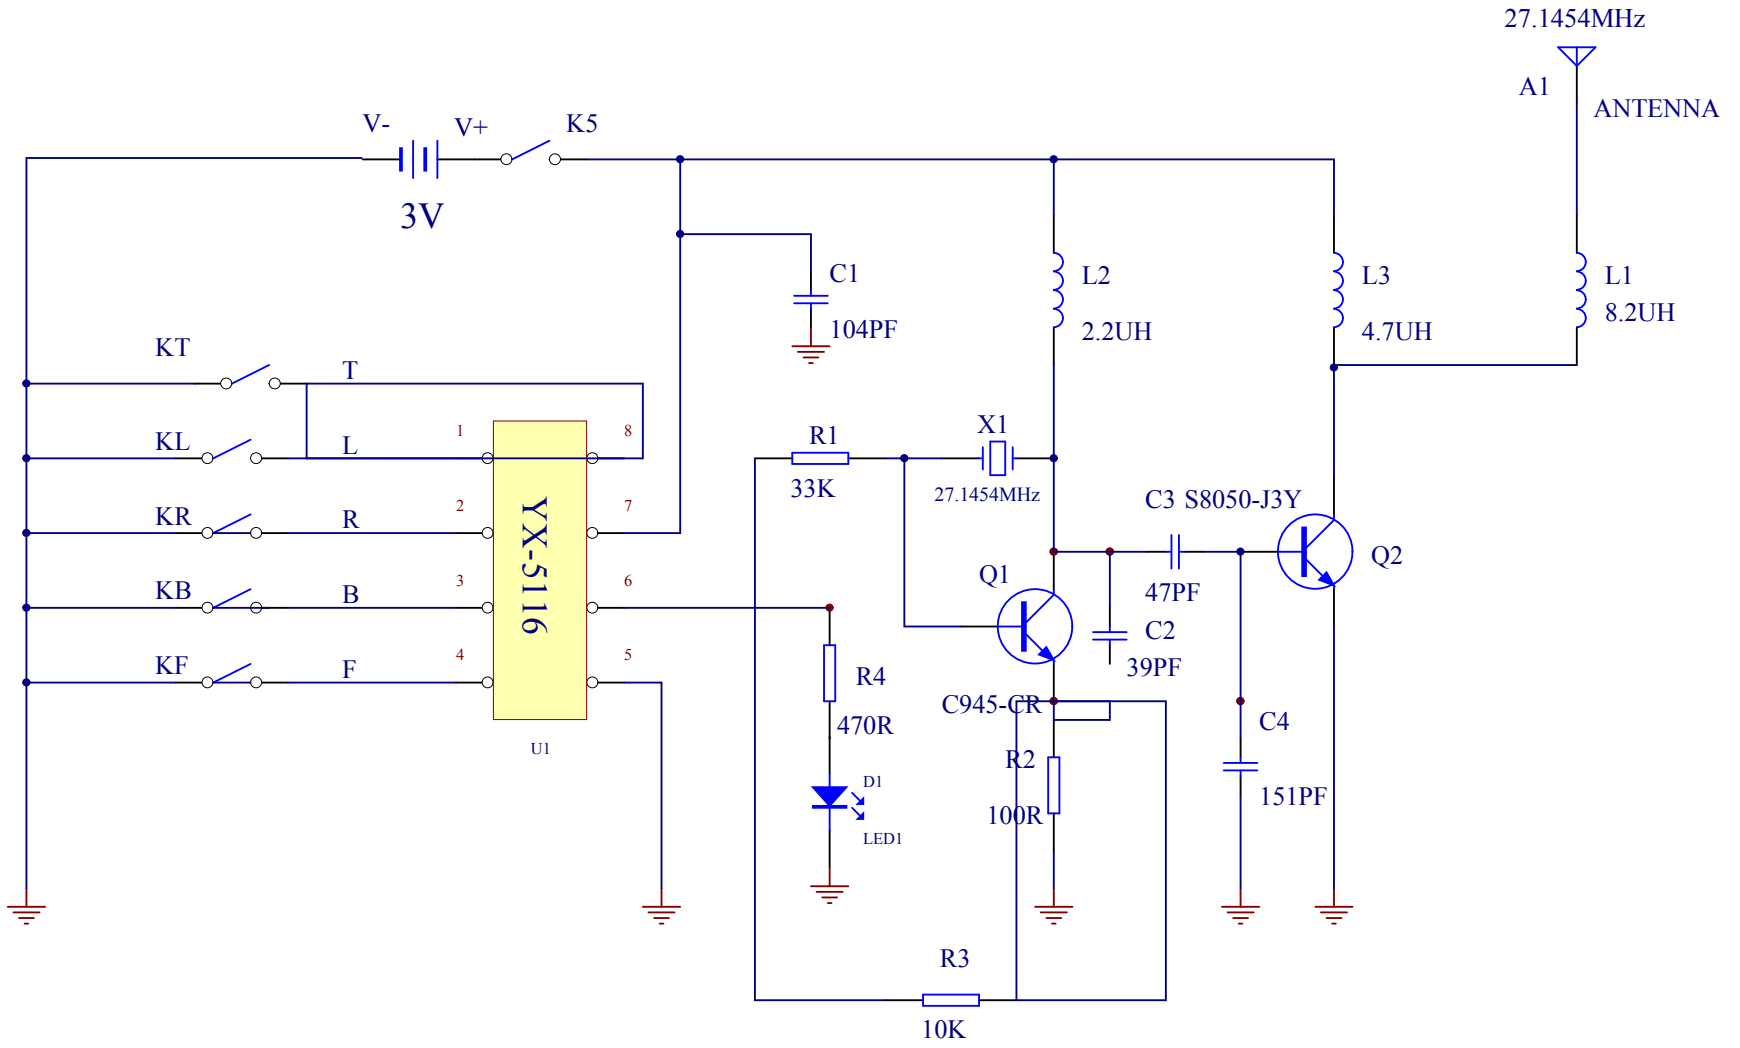 27.1454MHz
A1
ANTENNA
V-
V+
K5
3V
C1
104PF
L2
2.2UH
L3
4.7UH
L1
8.2UH
KT
T
KL
L
KR
R
KB
B
KF
F
1
2
3
4
8
7
6
5
YX-5116
U1
R1
33K
X1
27.1454MHz
C3 S8050-J3Y
47PF
Q2
Q1
C2
39PF
C945-CR
R4
470R
D1
LED1
R2
100R
C4
151PF
R3
10K